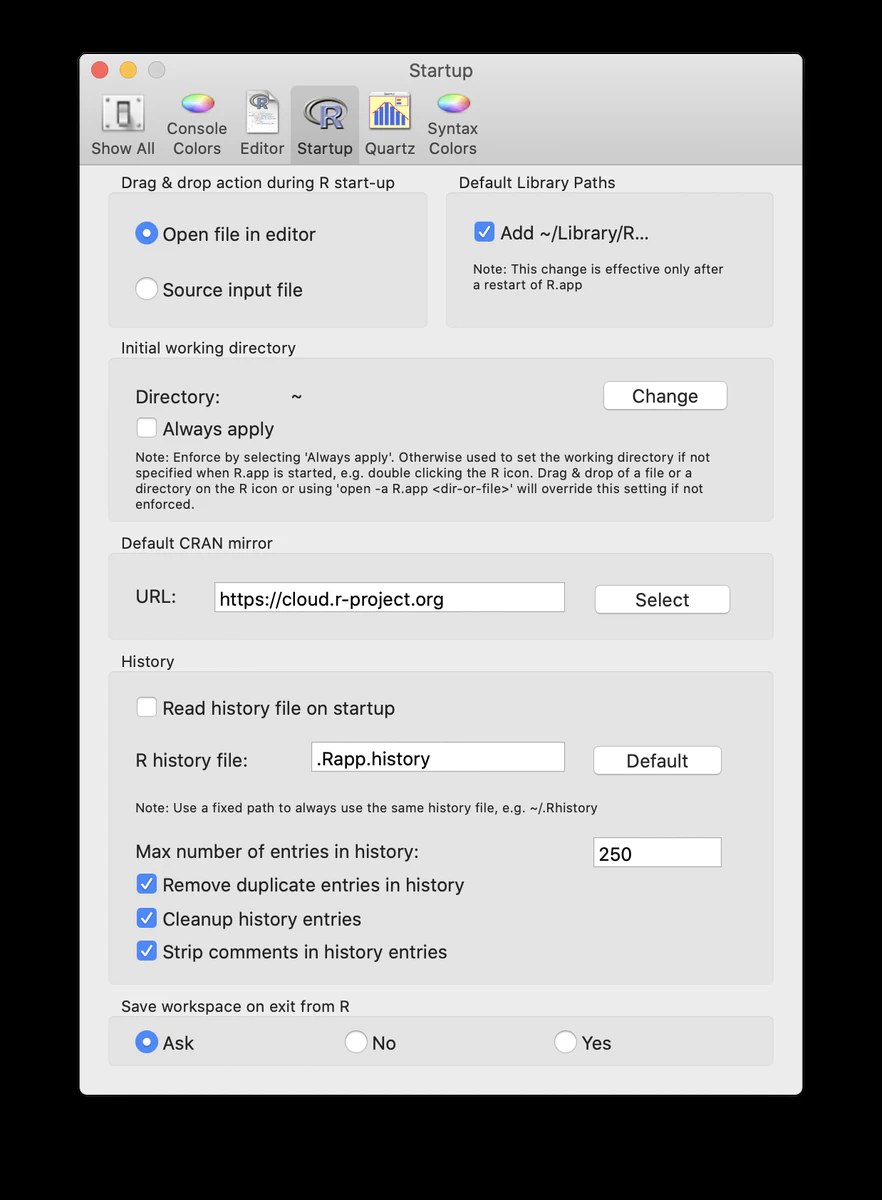 Startup
Show All
Console
Colors
Editor
Startup
Quartz
Syntax
Colors
Drag & drop action during R start-up
Open file in editor
Source input file
Default Library Paths
Add ~/Library/R...
Note: This change is effective only after
a restart of R.app
Initial working directory
Directory: ~
Change
Always apply
Note: Enforce by selecting 'Always apply'. Otherwise used to set the working directory if not
specified when R.app is started, e.g. double clicking the R icon. Drag & drop of a file or a
directory on the R icon or using 'open -a R.app <dir-or-file>' will override this setting if not
enforced.
Default CRAN mirror
URL: https://cloud.r-project.org
Select
History
Read history file on startup
R history file: .Rapp.history
Default
Note: Use a fixed path to always use the same history file, e.g. ~/.Rhistory
Max number of entries in history: 250
Remove duplicate entries in history
Cleanup history entries
Strip comments in history entries
Save workspace on exit from R
Ask No Yes